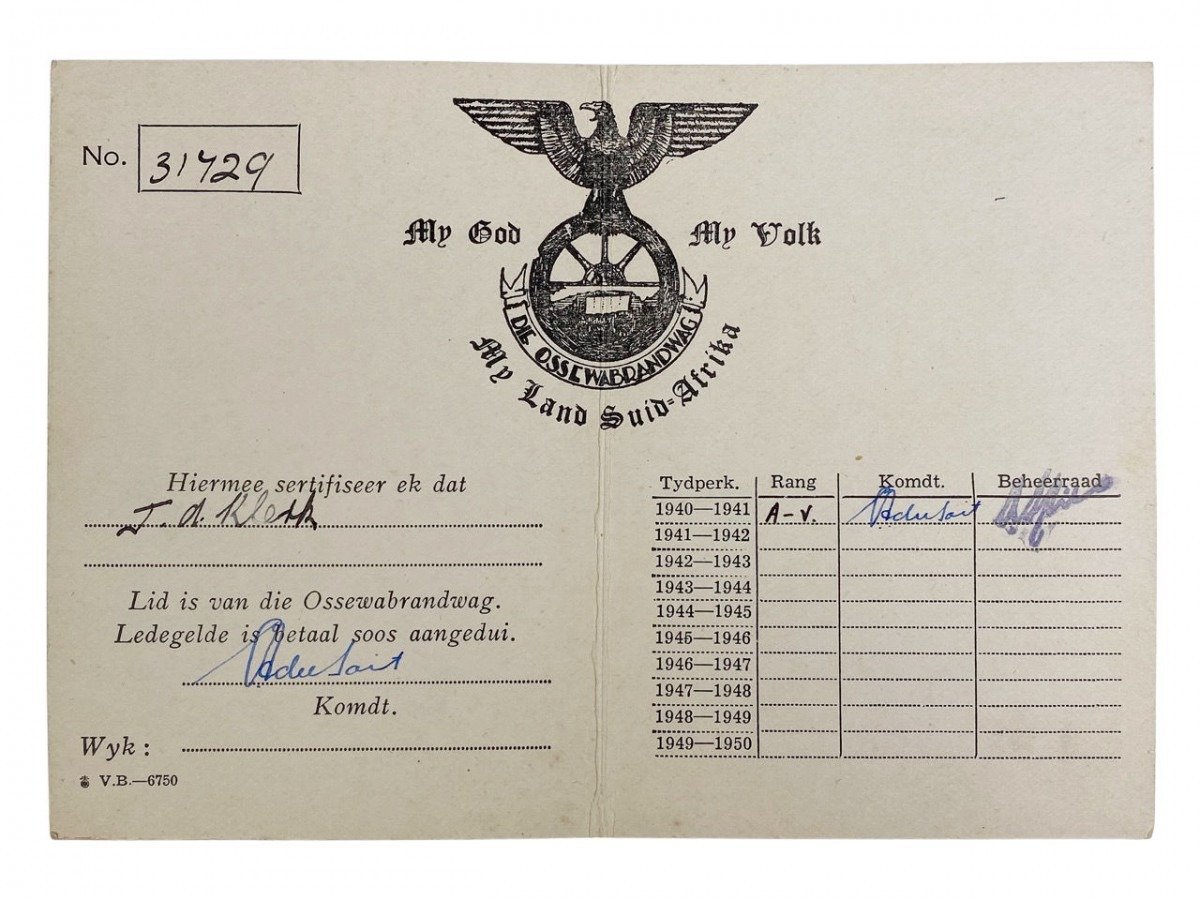 No. 31729
My God My Volk
DIE OSSEWABRANDWAG
My Land Suid-Afrika
Hiermee sertifiseer ek dat
J. d. Klerk
Lid is van die Ossewabrandwag.
Ledegelde is betaal soos aangedui.
Komdt.
Wyk :
V.B.—6750
Tydperk. Rang Komdt. Beheerraad
1940—1941 A-V.
1941—1942
1942—1943
1943—1944
1944—1945
1945—1946
1946—1947
1947—1948
1948—1949
1949—1950